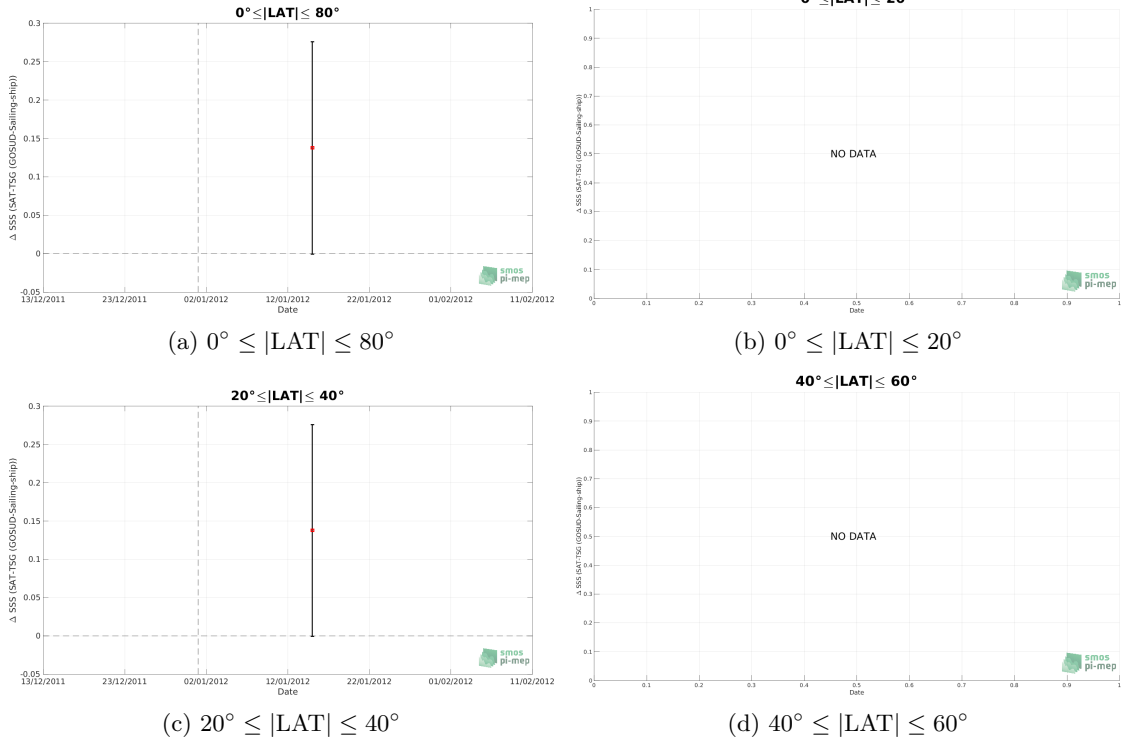 0°≤|LAT|≤ 80°
0.3
0.25
0.2
0.15
0.1
0.05
0
-0.05
Δ SSS (SAT-TSG (GOSUD-Sailing-ship))
13/12/2011 23/12/2011 02/01/2012 12/01/2012 22/01/2012 01/02/2012 11/02/2012
Date
smos
pi-mep
(a) 0° ≤ |LAT| ≤ 80°
0°≤|LAT|≤ 20°
1
0.9
0.8
0.7
0.6
0.5
0.4
0.3
0.2
0.1
0
Δ SSS (SAT-TSG (GOSUD-Sailing-ship))
NO DATA
0 0.1 0.2 0.3 0.4 0.5 0.6 0.7 0.8 0.9 1
Date
smos
pi-mep
(b) 0° ≤ |LAT| ≤ 20°
20°≤|LAT|≤ 40°
0.3
0.25
0.2
0.15
0.1
0.05
0
-0.05
Δ SSS (SAT-TSG (GOSUD-Sailing-ship))
13/12/2011 23/12/2011 02/01/2012 12/01/2012 22/01/2012 01/02/2012 11/02/2012
Date
smos
pi-mep
(c) 20° ≤ |LAT| ≤ 40°
40°≤|LAT|≤ 60°
1
0.9
0.8
0.7
0.6
0.5
0.4
0.3
0.2
0.1
0
Δ SSS (SAT-TSG (GOSUD-Sailing-ship))
NO DATA
0 0.1 0.2 0.3 0.4 0.5 0.6 0.7 0.8 0.9 1
Date
smos
pi-mep
(d) 40° ≤ |LAT| ≤ 60°